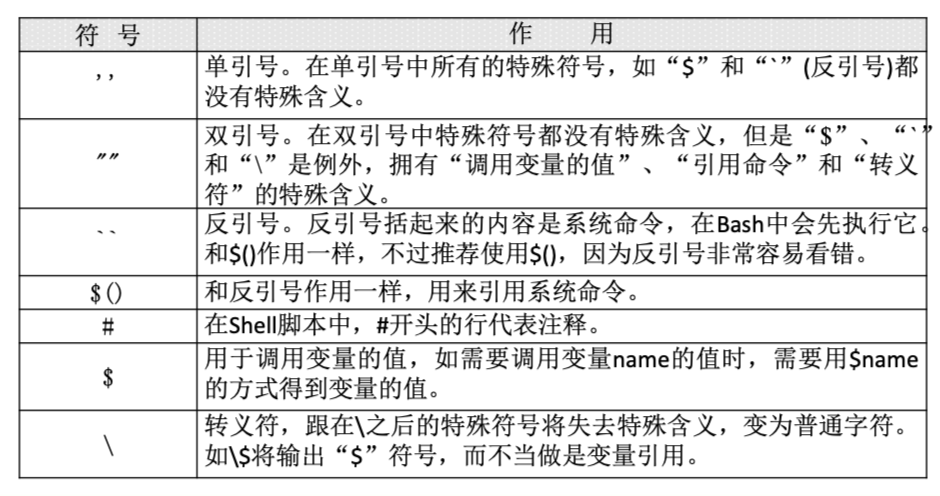 符 号 作 用
''
单引号。在单引号中所有的特殊符号，如“$”和“`”(反引号)都
没有特殊含义。
""
双引号。在双引号中特殊符号都没有特殊含义，但是“$”、“`”
和“\”是例外，拥有“调用变量的值”、“引用命令”和“转义
符”的特殊含义。
``
反引号。反引号括起来的内容是系统命令，在Bash中会先执行它。
和$()作用一样，不过推荐使用$()，因为反引号非常容易看错。
$()
和反引号作用一样，用来引用系统命令。
#
在Shell脚本中，#开头的行代表注释。
$
用于调用变量的值，如需要调用变量name的值时，需要用$name
的方式得到变量的值。
\
转义符，跟在\之后的特殊符号将失去特殊含义，变为普通字符。
如\$将输出“$”符号，而不当做是变量引用。